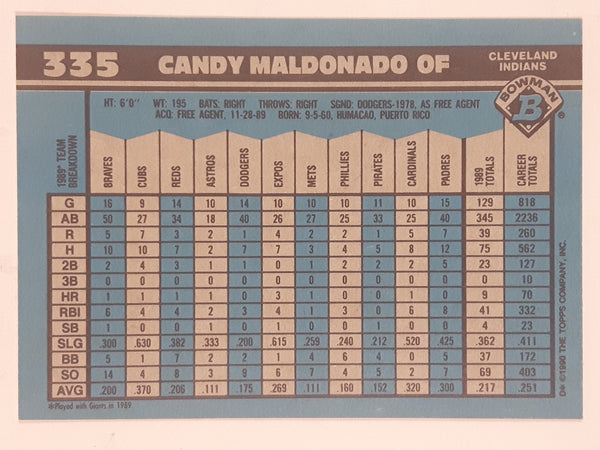 335 CANDY MALDONADO OF CLEVELAND INDIANS
BOWMAN B ®
HT: 6'0" WT: 195 BATS: RIGHT THROWS: RIGHT SGND: DODGERS-1978, AS FREE AGENT
ACQ: FREE AGENT, 11-28-89 BORN: 9-5-60, HUMACAO, PUERTO RICO
1989* TEAM BREAKDOWN BRAVES CUBS REDS ASTROS DODGERS EXPOS METS PHILLIES PIRATES CARDINALS PADRES 1989 TOTALS CAREER TOTALS
G 16 9 14 10 14 10 10 10 11 10 15 129 818
AB 50 27 34 18 40 26 27 25 33 25 40 345 2236
R 5 7 3 2 1 4 2 2 1 5 7 39 260
H 10 10 7 2 7 7 3 4 5 8 12 75 562
2B 2 4 3 1 1 0 1 2 2 2 5 23 127
3B 0 0 0 0 0 0 0 0 0 0 0 0 10
HR 1 1 1 0 3 1 0 0 1 0 9 70
RBI 6 4 4 2 3 4 3 1 1 6 41 332
SB 1 0 0 0 1 0 0 0 0 1 4 23
SLG .300 .630 .382 .333 .200 .615 .259 .240 .212 .520 .425 .362 .411
BB 5 1 7 2 2 1 4 6 4 0 5 37 172
SO 14 4 8 3 9 6 7 4 5 2 7 69 403
AVG .200 .370 .206 .111 .175 .269 .111 .160 .152 .320 .300 .217 .251
*Played with Giants in 1989
D* © 1990 THE TOPPS COMPANY, INC.